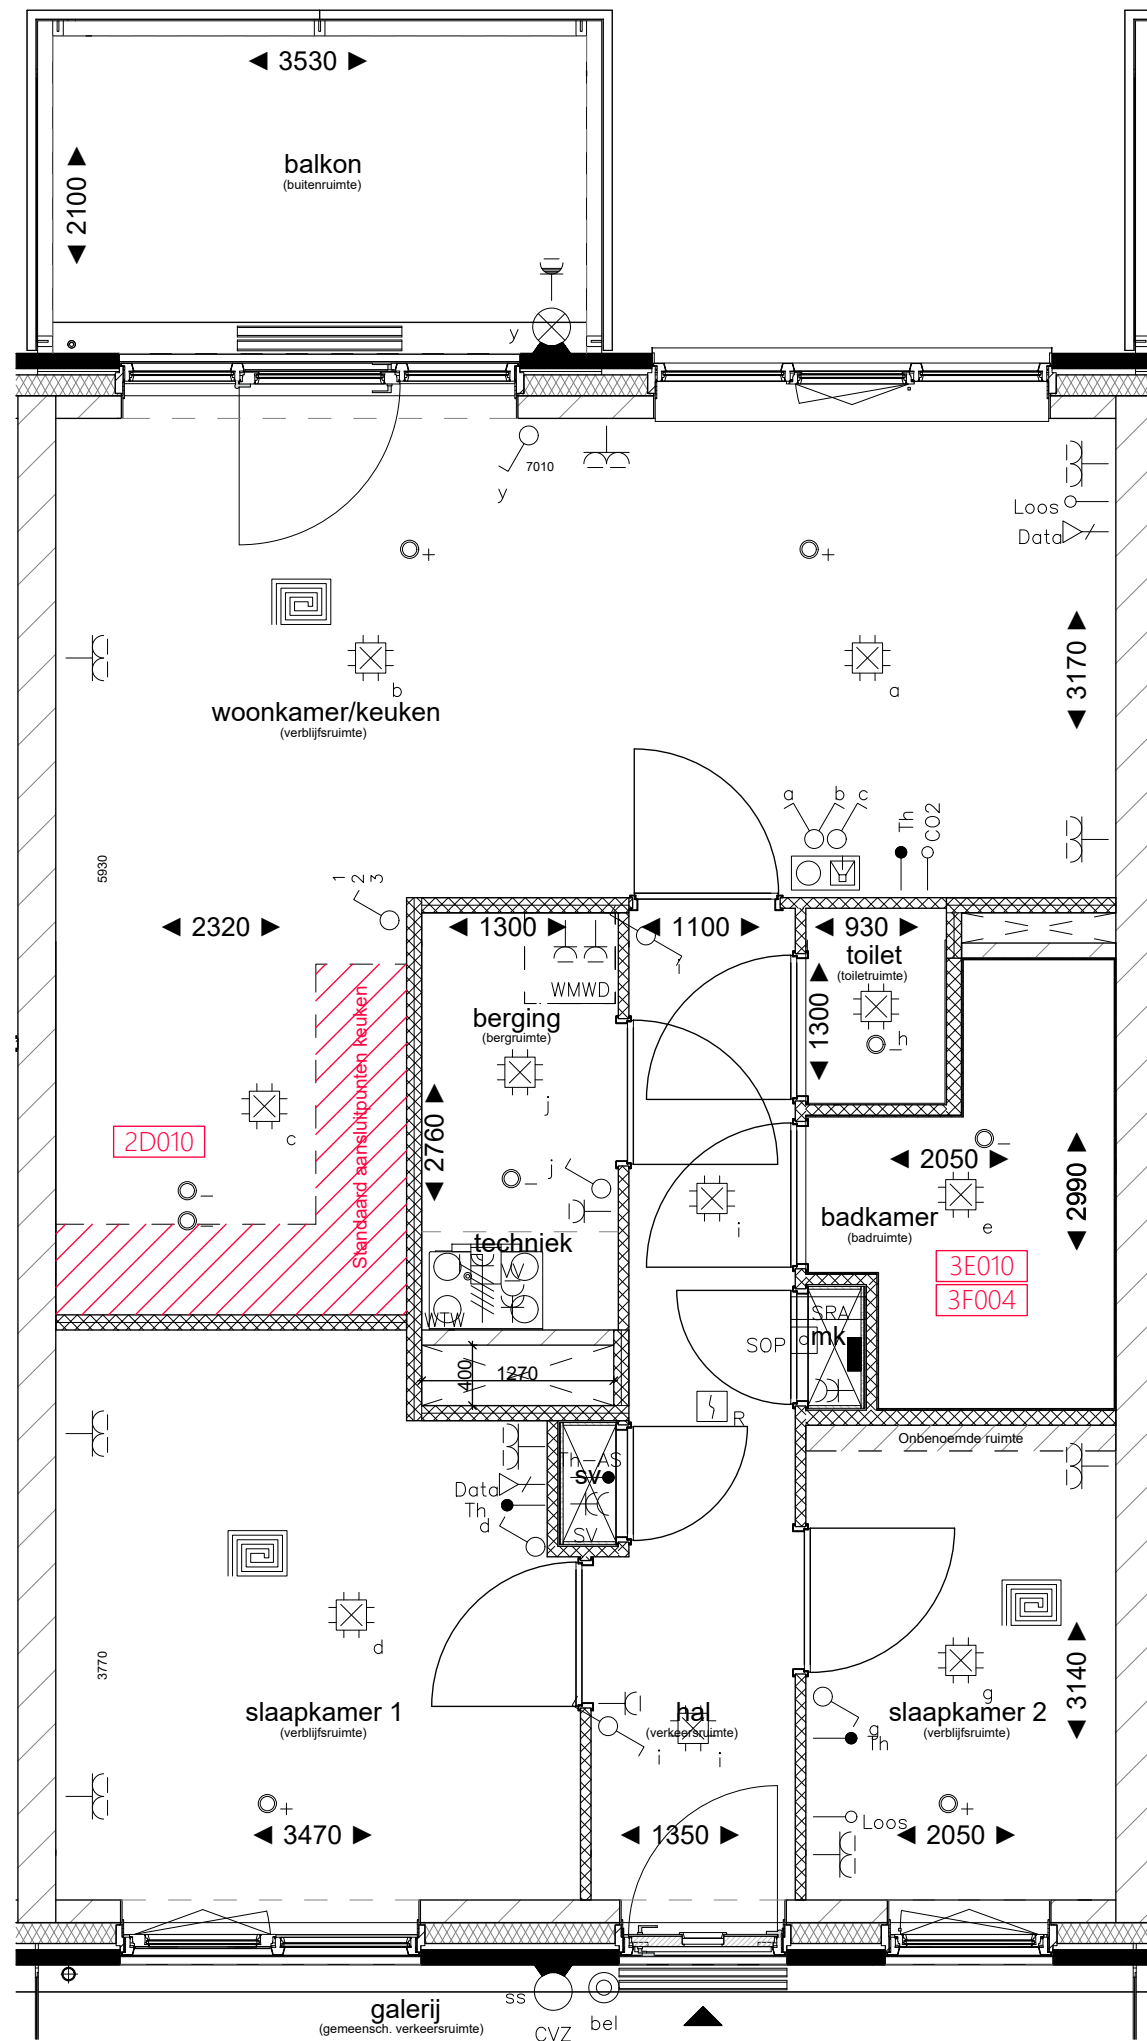 3530
2100
balkon
(buitenruimte)
y
y
7010
Loos
Data
b
a
3170
woonkamer/keuken
(verblijfsruimte)
a
b
c
Th
CO2
5930
1
2
3
2320
1300
1100
930
toilet
(toiletruimte)
i
WMWD
1300
h
berging
(bergruimte)
j
Standaard aansluitpunten keuken
c
2D010
2760
j
i
2050
2990
badkamer
(badruimte)
e
3E010
3F004
techniek
WTW
SRA
SOP
mk
400
1270
R
Onbenoemde ruimte
Th-AS
sv
SV
Data
Th
d
d
3770
g
3140
slaapkamer 1
(verblijfsruimte)
hal
(verkeersruimte)
i
i
slaapkamer 2
(verblijfsruimte)
g
Th
Loos
3470
1350
2050
galerij
(gemeensch. verkeersruimte)
ss
CVZ
bel